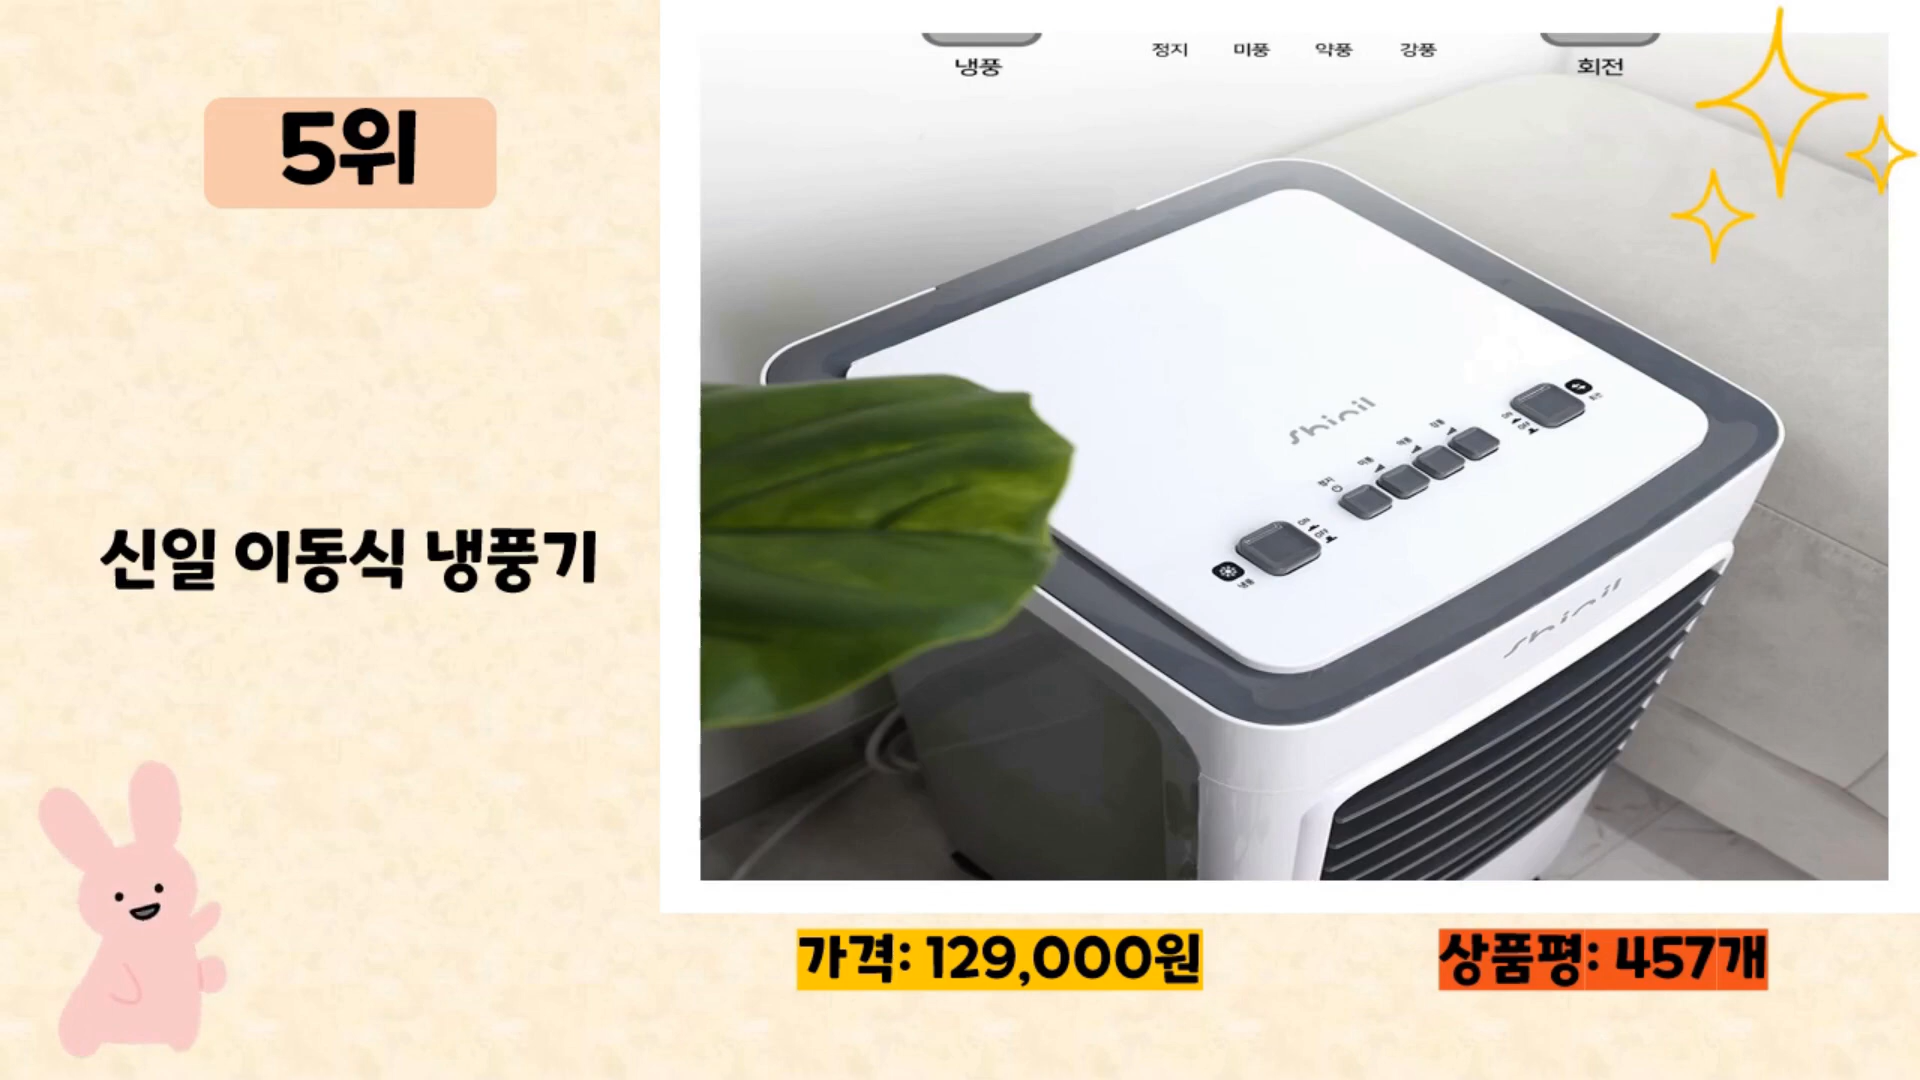 5위
신일 이동식 냉풍기
냉풍
정지 미풍 약풍 강풍
회전
shinil
shinil
가격: 129,000원
상품평: 457개